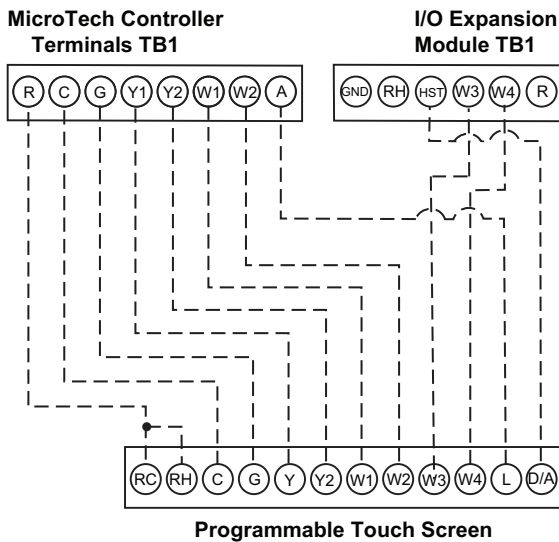 MicroTech Controller
Terminals TB1
I/O Expansion
Module TB1
R C G Y1 Y2 W1 W2 A
GND RH HST W3 W4 R
RC RH C G Y Y2 W1 W2 W3 W4 L D/A
Programmable Touch Screen